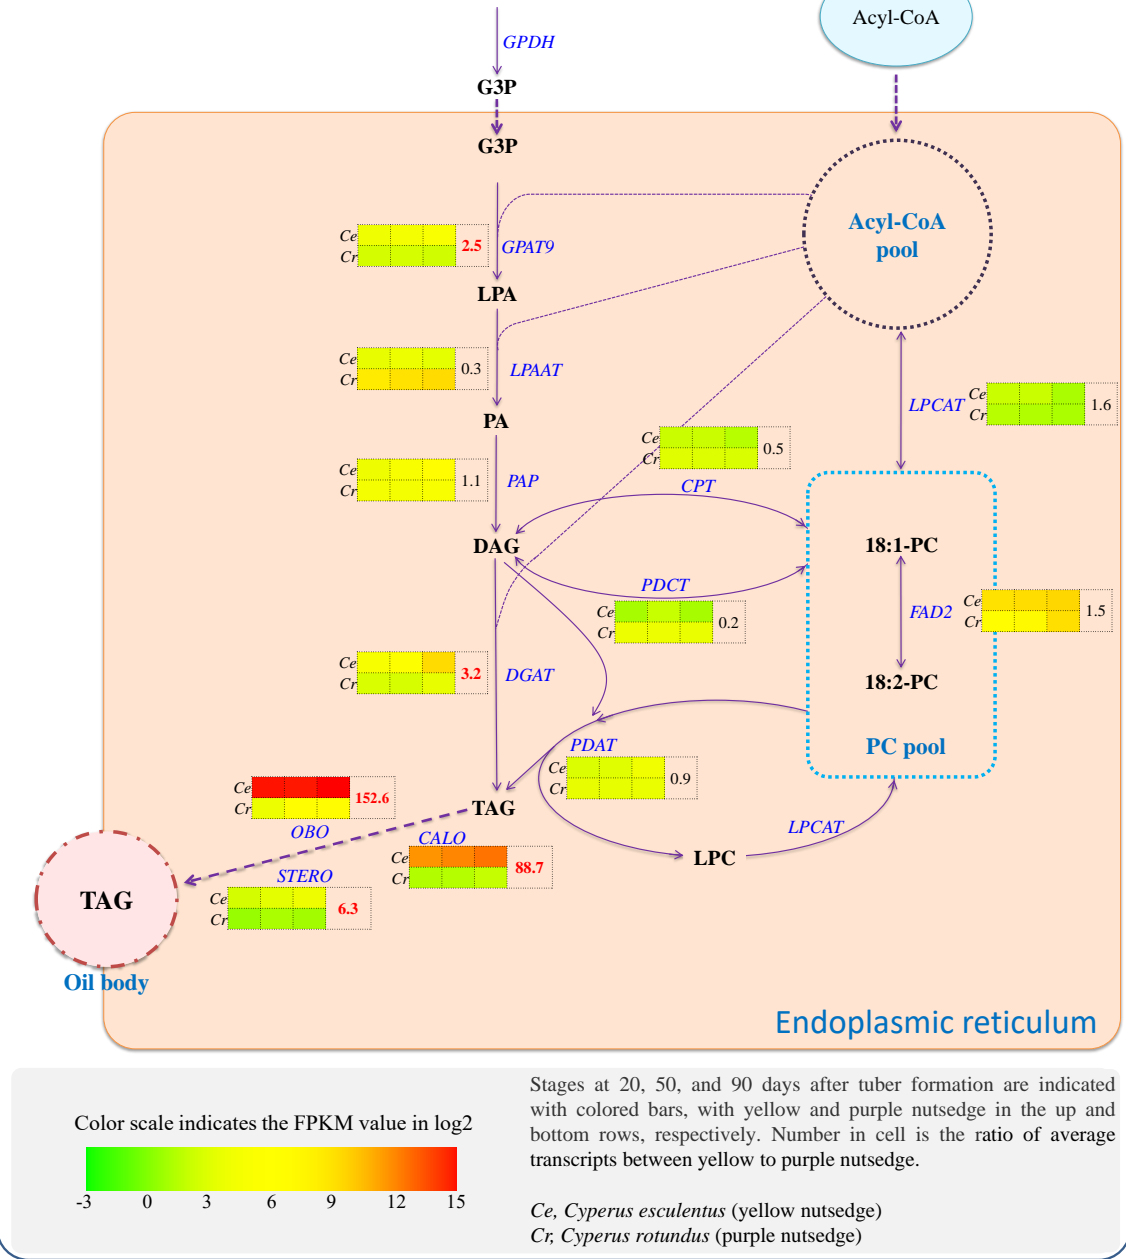 Acyl-CoA
GPDH
G3P
G3P
Acyl-CoA
pool
Ce
Cr
2.5
GPAT9
LPA
Ce
Cr
0.3
LPAAT
LPCAT
Ce
Cr
1.6
PA
Ce
Cr
0.5
Ce
Cr
1.1
PAP
CPT
DAG
18:1-PC
PDCT
Ce
Cr
0.2
FAD2
Ce
Cr
1.5
Ce
Cr
3.2
DGAT
18:2-PC
PDAT
PC pool
Ce
Cr
0.9
Ce
Cr
152.6
OBO
TAG
LPCAT
CALO
Ce
Cr
88.7
LPC
STERO
Ce
Cr
6.3
TAG
Oil body
Endoplasmic reticulum
Color scale indicates the FPKM value in log2
-3 0 3 6 9 12 15
Stages at 20, 50, and 90 days after tuber formation are indicated
with colored bars, with yellow and purple nutsedge in the up and
bottom rows, respectively. Number in cell is the ratio of average
transcripts between yellow to purple nutsedge.
Ce, Cyperus esculentus (yellow nutsedge)
Cr, Cyperus rotundus (purple nutsedge)